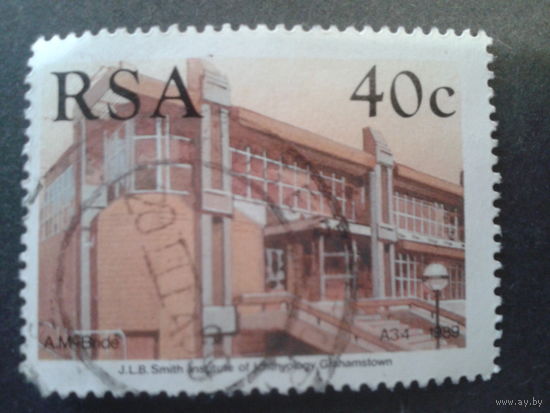 RSA 40c
A.McBride A34 1989
J.L.B. Smith Institute of Ichthyology, Grahamstown
www.ay.by